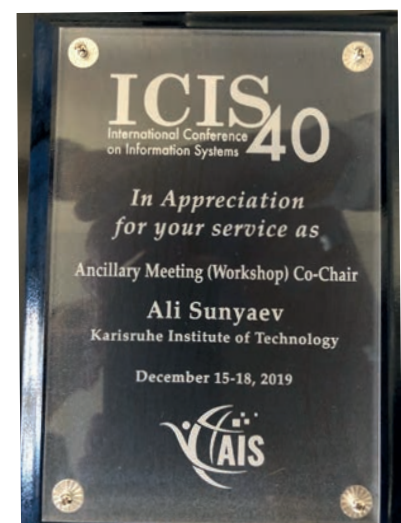 ICIS 40
International Conference
on Information Systems
In Appreciation
for your service as
Ancillary Meeting (Workshop) Co-Chair
Ali Sunyaev
Karisruhe Institute of Technology
December 15-18, 2019
AIS